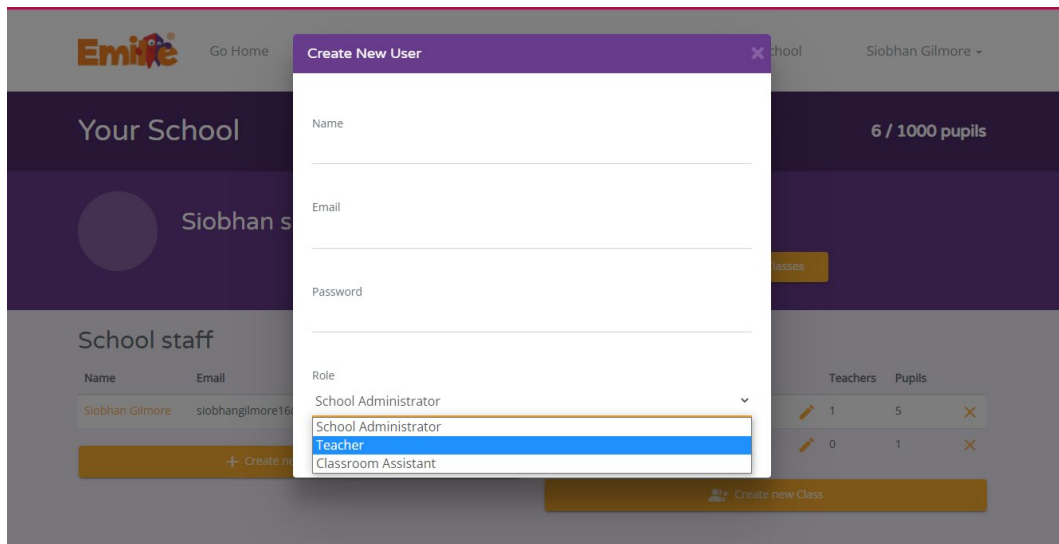 Emile® Go Home chool Siobhan Gilmore
Create New User ×
Your School 6 / 1000 pupils
Name
Email
Siobhan s
lasses
Password
School staff
Name Email Teachers Pupils
Role
School Administrator
Siobhan Gilmore siobhangilmore16 1 5 ×
School Administrator
Teacher
Classroom Assistant
0 1 ×
+ Create ne
Create new Class